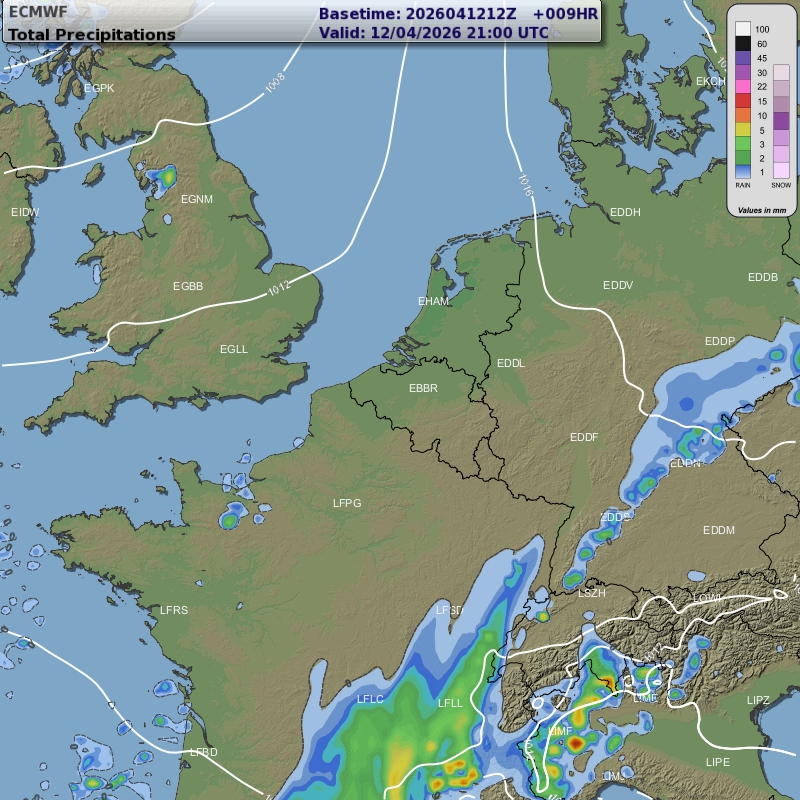 ECMWF
Basetime: 2026041212Z +009HR
Total Precipitations
Valid: 12/04/2026 21:00 UTC
100
60
45
30
22
15
10
5
3
2
1
RAIN SNOW
Values in mm
1008
EGPK
EKCH
1016
EGNM
EIDW
EDDH
EGBB
1012
EHAM
EDDV
EDDB
EGLL
EDDP
EDDL
EBBR
EDDF
EDDN
LFPG
EDDS
EDDM
LFRS
LFSD
LSZH
LOWI
LFLC
LFLL
LIPZ
LIMF
LFBD
LIPE